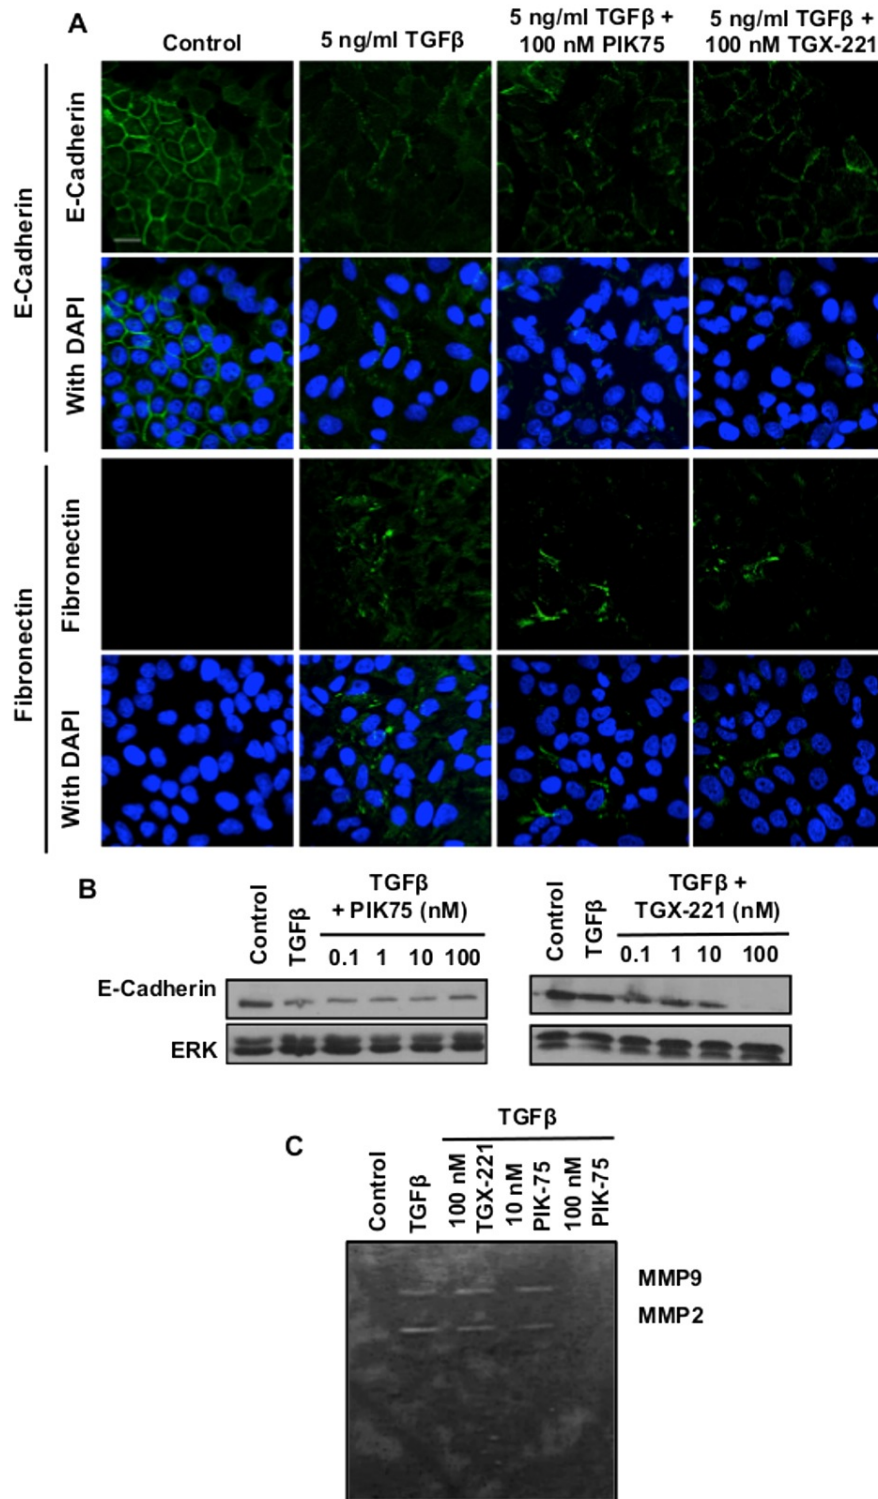 A
Control
5 ng/ml TGFβ
5 ng/ml TGFβ +
100 nM PIK75
5 ng/ml TGFβ +
100 nM TGX-221
E-Cadherin
E-Cadherin
With DAPI
Fibronectin
Fibronectin
With DAPI
B
Control
TGFβ
TGFβ
+ PIK75 (nM)
0.1 1 10 100
Control
TGFβ
TGFβ +
TGX-221 (nM)
0.1 1 10 100
E-Cadherin
ERK
C
TGFβ
Control
TGFβ
100 nM
TGX-221
10 nM
PIK-75
100 nM
PIK-75
MMP9
MMP2